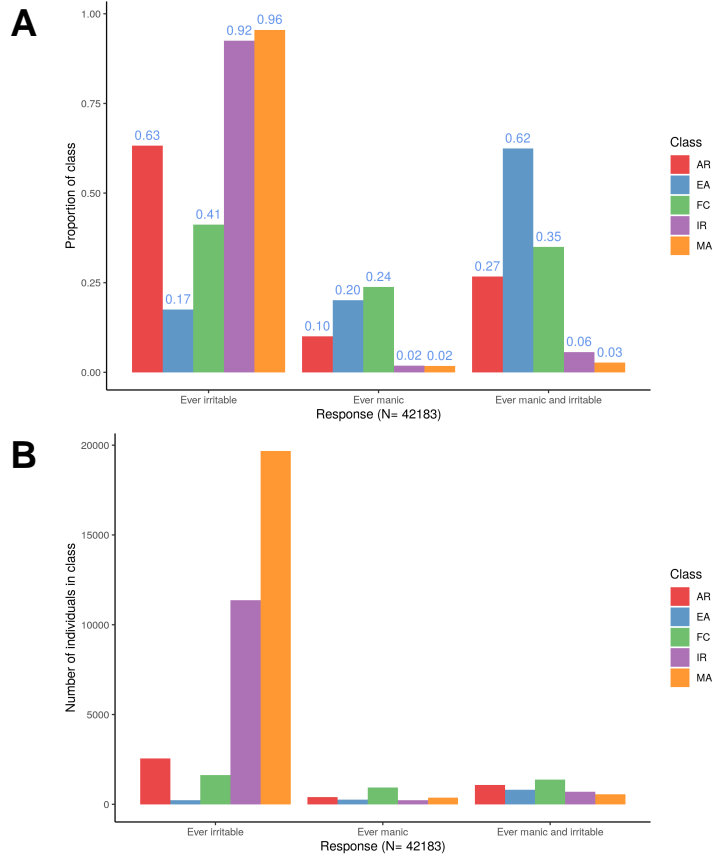 A
Proportion of class
1.00
0.75
0.50
0.25
0.00
0.63
0.17
0.41
0.92
0.96
0.10
0.20
0.24
0.02
0.02
0.27
0.62
0.35
0.06
0.03
Ever irritable
Ever manic
Ever manic and irritable
Response (N= 42183)
Class
AR
EA
FC
IR
MA
B
Number of individuals in class
20000
15000
10000
5000
0
Ever irritable
Ever manic
Ever manic and irritable
Response (N= 42183)
Class
AR
EA
FC
IR
MA